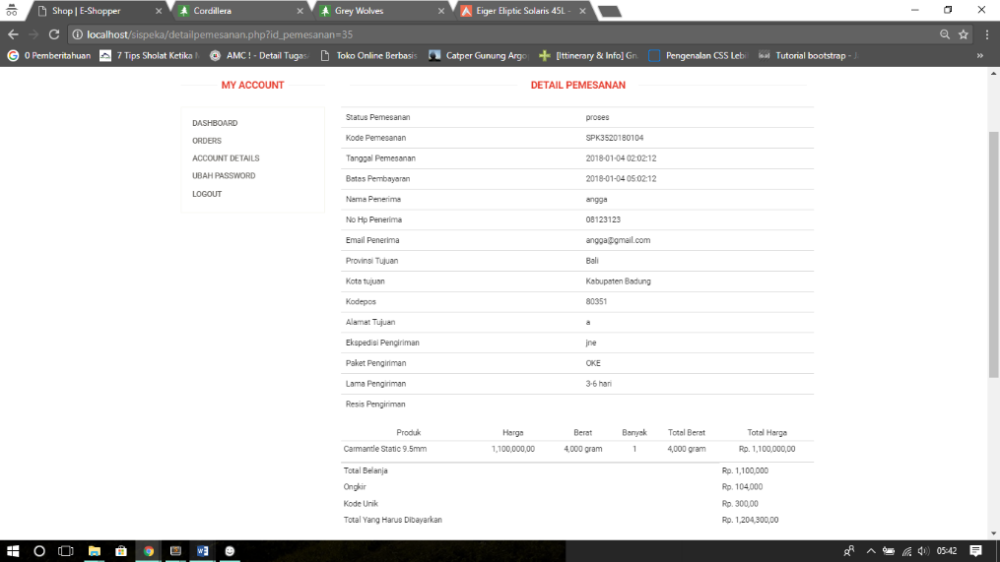 Shop | E-Shopper
Cordillera
Grey Wolves
Eiger Eliptic Solaris 45L -
localhost/sispeka/detailpemesanan.php?id_pemesanan=35
0 Pemberitahuan
7 Tips Sholat Ketika
AMC ! - Detail Tugas
Toko Online Berbasis
Catper Gunung Argo
[Ittinerary & Info] Gn
Pengenalan CSS Leb
Tutorial bootstrap -
»
MY ACCOUNT
DASHBOARD
ORDERS
ACCOUNT DETAILS
UBAH PASSWORD
LOGOUT
DETAIL PEMESANAN
Status Pemesanan proses
Kode Pemesanan SPK3520180104
Tanggal Pemesanan 2018-01-04 02:02:12
Batas Pembayaran 2018-01-04 05:02:12
Nama Penerima angga
No Hp Penerima 08123123
Email Penerima angga@gmail.com
Provinsi Tujuan Bali
Kota tujuan Kabupaten Badung
Kodepos 80351
Alamat Tujuan a
Ekspedisi Pengiriman jne
Paket Pengiriman OKE
Lama Pengiriman 3-6 hari
Resis Pengiriman
Produk Harga Berat Banyak Total Berat Total Harga
Carmantle Static 9.5mm 1,100,000,00 4,000 gram 1 4,000 gram Rp. 1,100,000,00
Total Belanja Rp. 1,100,000
Ongkir Rp. 104,000
Kode Unik Rp. 300,00
Total Yang Harus Dibayarkan Rp. 1,204,300,00
05:42